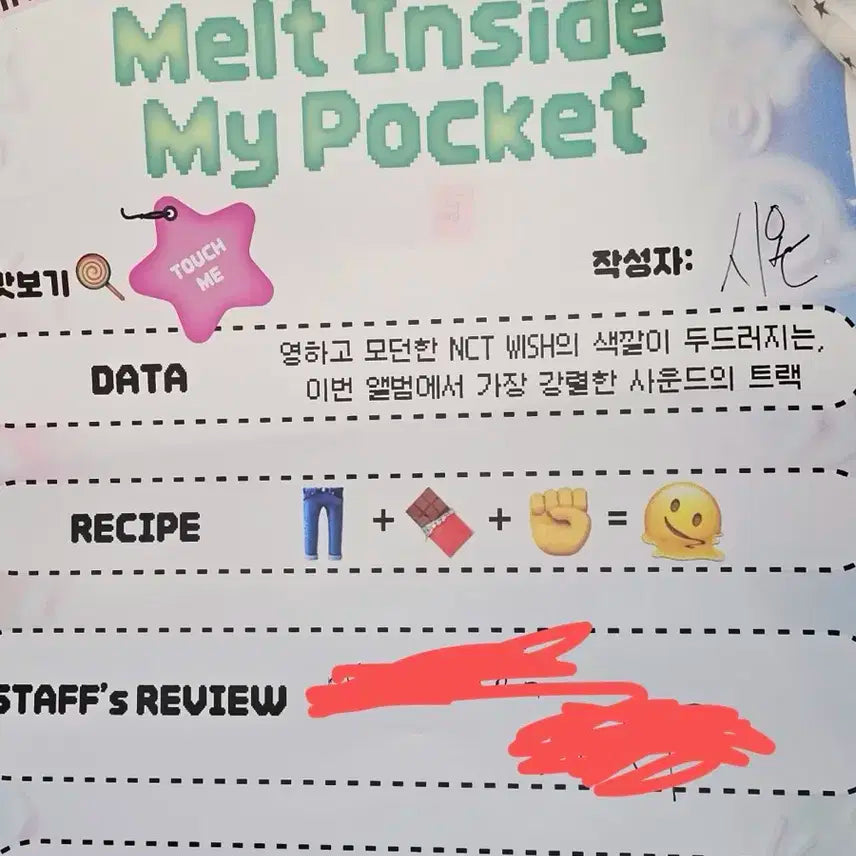 Melt Inside
My Pocket
맛보기
TOUCH
ME
작성자: 시온
DATA
영하고 모던한 NCT WISH의 색깔이 두드러지는,
이번 앨범에서 가장 강렬한 사운드의 트랙
RECIPE
+ + =
STAFF's REVIEW